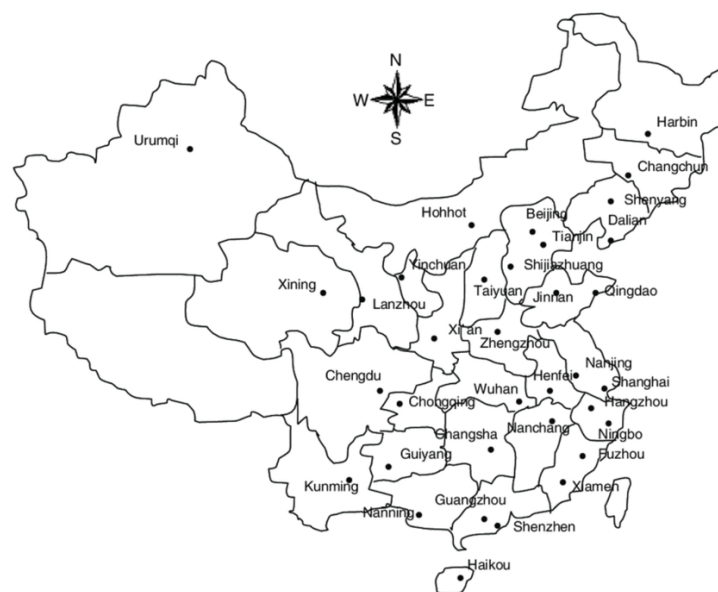 N
W
E
S
Harbin
Urumqi
Changchun
Shenyang
Hohhot
Beijing
Dalian
Tianjin
Yinchuan
Shijiazhuang
Xining
Lanzhou
Taiyuan
Jinnan
Qingdao
Xi'an
Zhengzhou
Nanjing
Chengdu
Wuhan
Henfei
Shanghai
Chongqing
Hangzhou
Changsha
Nanchang
Ningbo
Guiyang
Fuzhou
Kunming
Xiamen
Guangzhou
Nanning
Shenzhen
Haikou